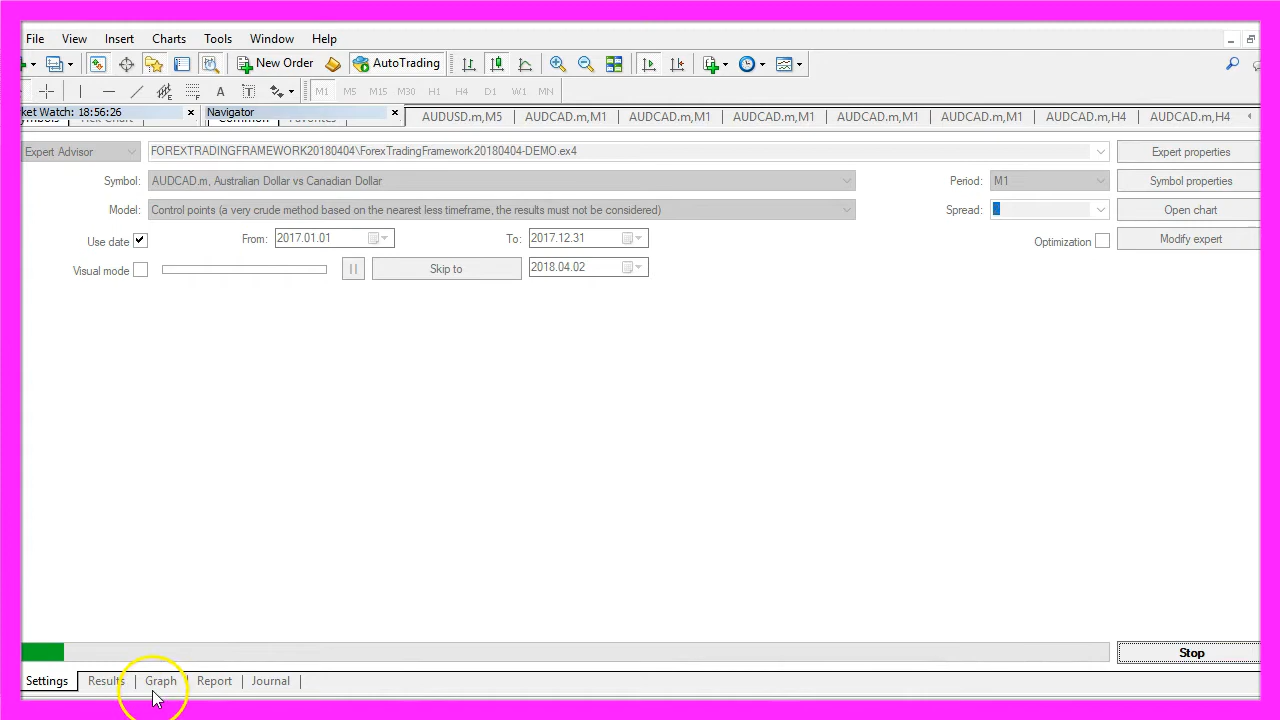 File View Insert Charts Tools Window Help
New Order AutoTrading
A T M1 M5 M15 M30 H1 H4 D1 W1 MN
ket Watch: 18:56:26 Navigator
Common Favorites AUDUSD.m,M5 AUDCAD.m,M1 AUDCAD.m,M1 AUDCAD.m,M1 AUDCAD.m,M1 AUDCAD.m,M1 AUDCAD.m,H4 AUDCAD.m,H4
Expert Advisor FOREXTRADINGFRAMEWORK20180404\ForexTradingFramework20180404-DEMO.ex4 Expert properties
Symbol: AUDCAD.m, Australian Dollar vs Canadian Dollar Period: M1 Symbol properties
Model: Control points (a very crude method based on the nearest less timeframe, the results must not be considered) Spread: Open chart
Use date From: 2017.01.01 To: 2017.12.31 Optimization Modify expert
Visual mode Skip to 2018.04.02
Stop
Settings Results Graph Report Journal